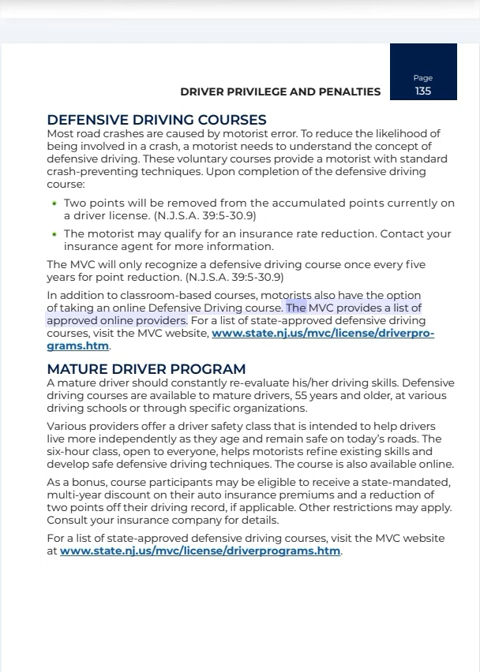 Page
DRIVER PRIVILEGE AND PENALTIES
135
DEFENSIVE DRIVING COURSES
Most road crashes are caused by motorist error. To reduce the likelihood of
being involved in a crash, a motorist needs to understand the concept of
defensive driving. These voluntary courses provide a motorist with standard
crash-preventing techniques. Upon completion of the defensive driving
course:
• Two points will be removed from the accumulated points currently on
a driver license. (N.J.S.A. 39:5-30.9)
• The motorist may qualify for an insurance rate reduction. Contact your
insurance agent for more information.
The MVC will only recognize a defensive driving course once every five
years for point reduction. (N.J.S.A. 39:5-30.9)
In addition to classroom-based courses, motorists also have the option
of taking an online Defensive Driving course. The MVC provides a list of
approved online providers. For a list of state-approved defensive driving
courses, visit the MVC website, www.state.nj.us/mvc/license/driverpro-
grams.htm.
MATURE DRIVER PROGRAM
A mature driver should constantly re-evaluate his/her driving skills. Defensive
driving courses are available to mature drivers, 55 years and older, at various
driving schools or through specific organizations.
Various providers offer a driver safety class that is intended to help drivers
live more independently as they age and remain safe on today's roads. The
six-hour class, open to everyone, helps motorists refine existing skills and
develop safe defensive driving techniques. The course is also available online.
As a bonus, course participants may be eligible to receive a state-mandated,
multi-year discount on their auto insurance premiums and a reduction of
two points off their driving record, if applicable. Other restrictions may apply.
Consult your insurance company for details.
For a list of state-approved defensive driving courses, visit the MVC website
at www.state.nj.us/mvc/license/driverprograms.htm.